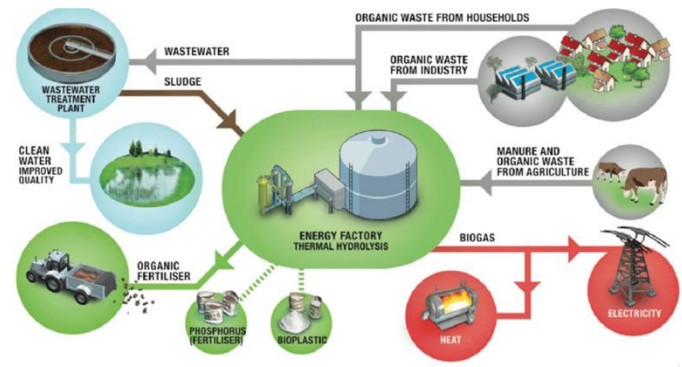 ORGANIC WASTE FROM HOUSEHOLDS
WASTEWATER
ORGANIC WASTE
FROM INDUSTRY
WASTEWATER
TREATMENT
PLANT
SLUDGE
CLEAN
WATER
IMPROVED
QUALITY
MANURE AND
ORGANIC WASTE
FROM AGRICULTURE
ENERGY FACTORY
THERMAL HYDROLYSIS
BIOGAS
ORGANIC
FERTILISER
PHOSPHORUS
(FERTILISER)
BIOPLASTIC
HEAT
ELECTRICITY